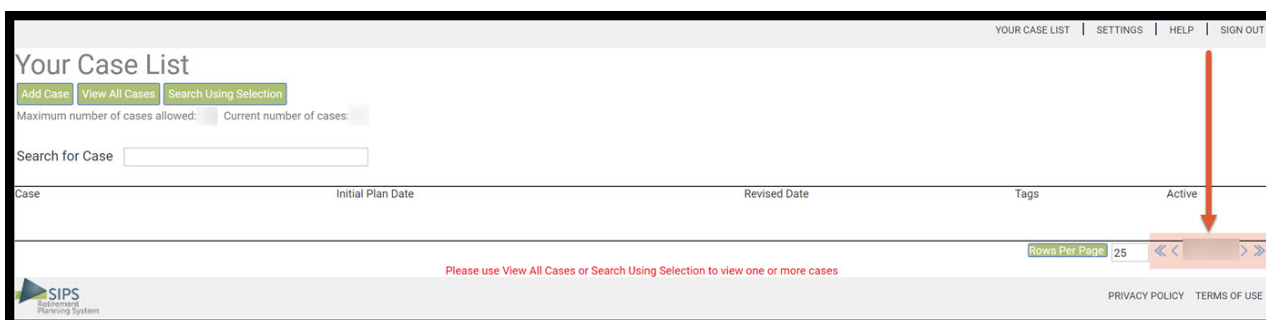 YOUR CASE LIST | SETTINGS | HELP | SIGN OUT
Your Case List
Add Case View All Cases Search Using Selection
Maximum number of cases allowed: Current number of cases:
Search for Case
Case Initial Plan Date Revised Date Tags Active
Rows Per Page 25 << < > >>
Please use View All Cases or Search Using Selection to view one or more cases
SIPS
Retirement
Planning System
PRIVACY POLICY TERMS OF USE